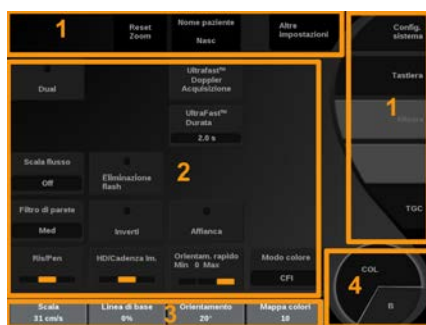 1
Reset Zoom
Nome paziente
Nasc
Altre impostazioni
Config. sistema
Tastiera
1
Misura
TGC
Dual
Ultrafast™ Doppler Acquisizione
UltraFast™ Durata
2.0 s
Scala flusso
Off
Eliminazione flash
2
Filtro di parete
Med
Inverti
Affianca
Ris/Pen
HD/Cadenza Im.
Orientam. rapido
Min 0 Max
Modo colore
CFI
COL
4
B
Scala
31 cm/s
Linea di base
0%
3
Orientamento
20°
Mappa colori
10